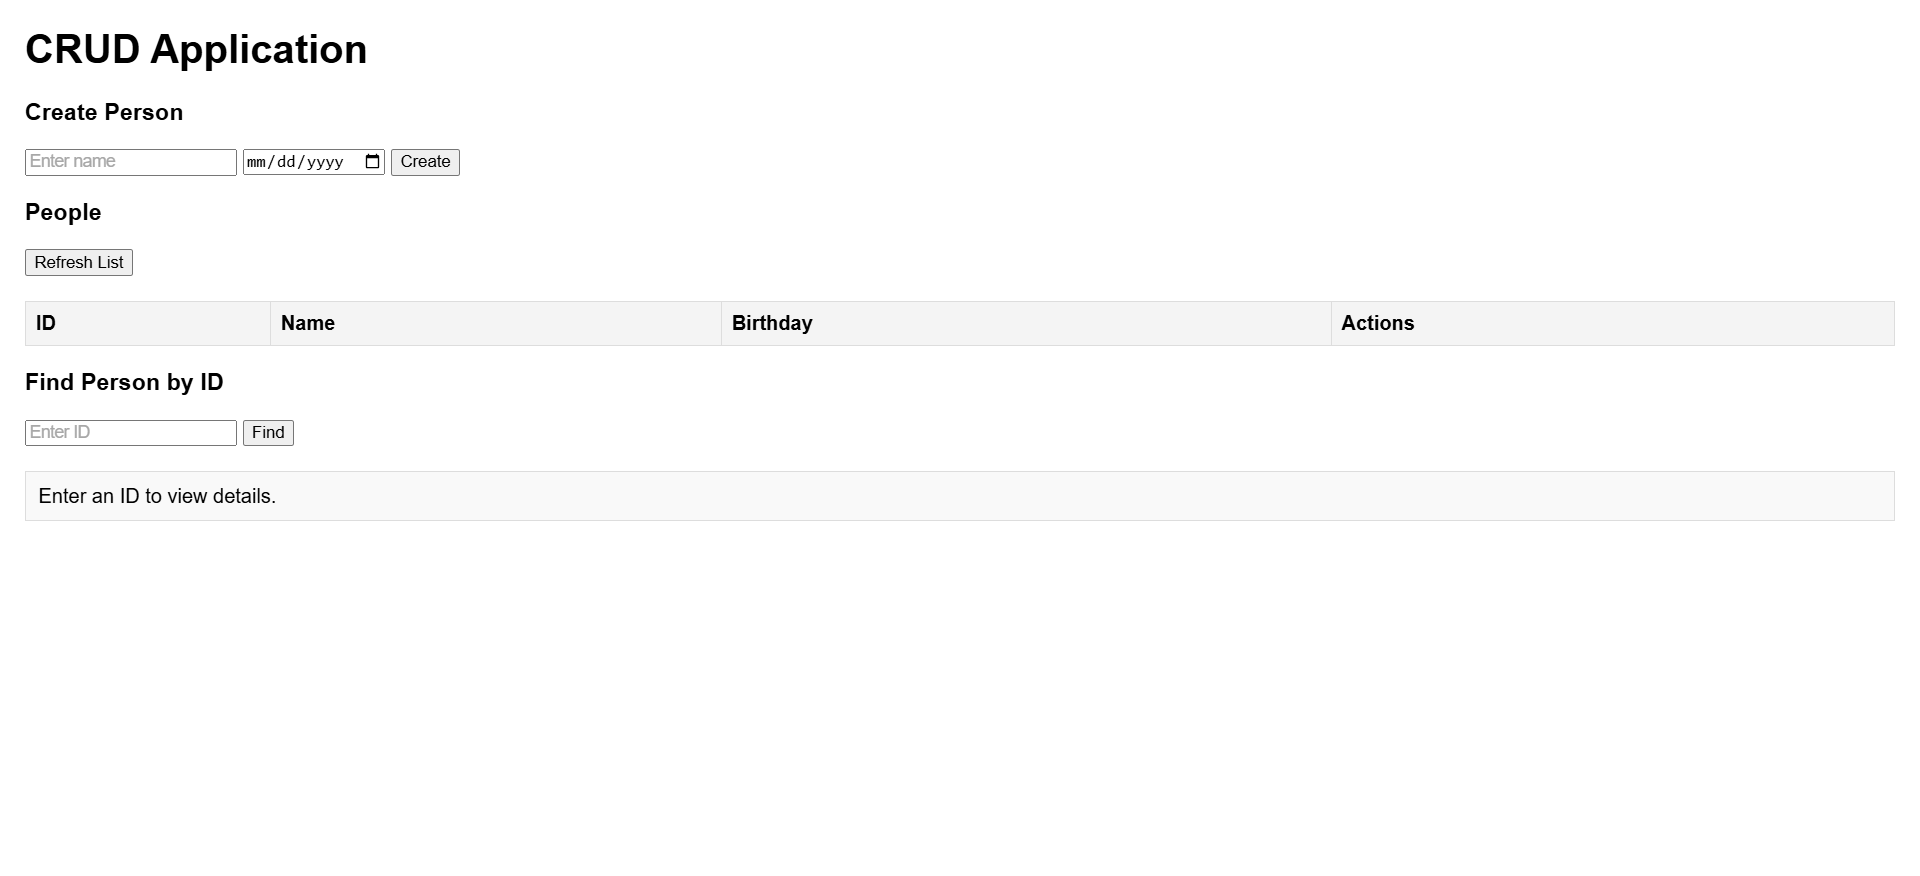 CRUD Application
Create Person
Enter name mm/dd/yyyy Create
People
Refresh List
ID Name Birthday Actions
Find Person by ID
Enter ID Find
Enter an ID to view details.